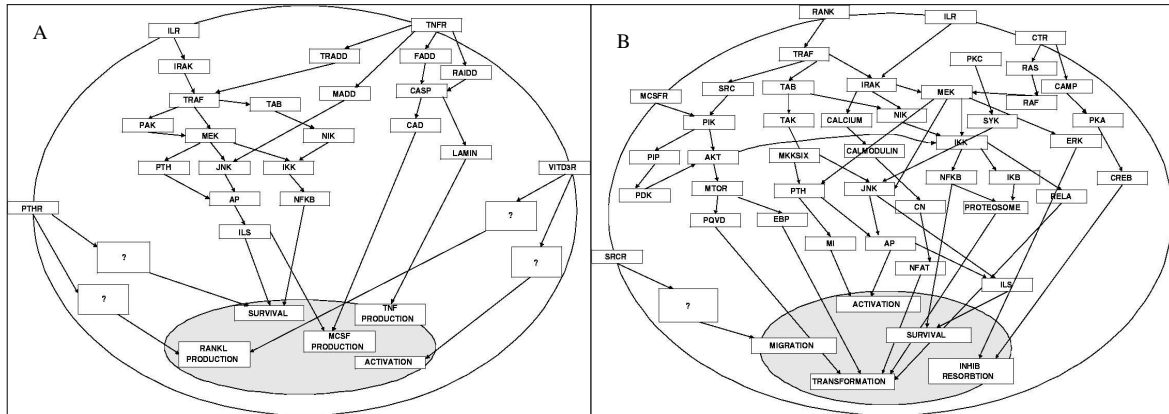 A
ILR
TNFR
IRAK
TRADD
FADD
RAIDD
TRAF
TAB
MADD
CASP
PAK
MEK
NIK
CAD
PTH
JNK
IKK
LAMIN
VITD3R
AP
NFKB
PTHR
?
ILS
?
?
?
SURVIVAL
TNF
PRODUCTION
RANKL
PRODUCTION
MCSF
PRODUCTION
ACTIVATION
B
RANK
ILR
CTR
TRAF
PKC
RAS
SRC
TAB
IRAK
MEK
CAMP
MCSFR
NIK
RAF
PIK
TAK
CALCIUM
SYK
PKA
IKK
ERK
PIP
AKT
MKKSIX
CALMODULIN
PDK
MTOR
PTH
JNK
NFKB
IKB
CREB
RELA
PQVD
EBP
CN
PROTEOSOME
MI
AP
SRCR
NFAT
ILS
?
ACTIVATION
SURVIVAL
MIGRATION
TRANSFORMATION
INHIB
RESORBTION